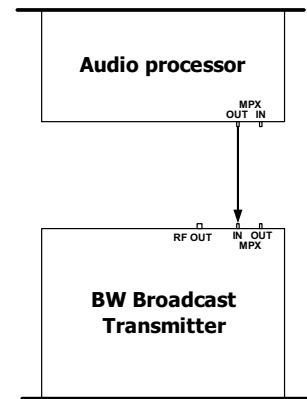 Audio processor
MPX
OUT IN
RF OUT IN OUT
MPX
BW Broadcast
Transmitter